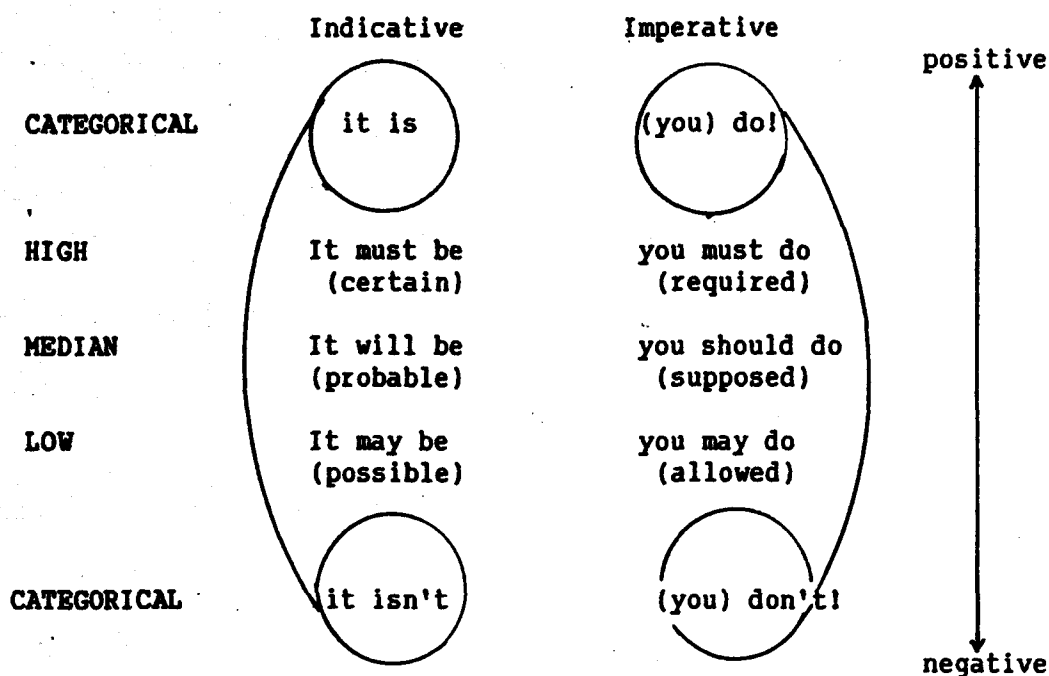 Indicative Imperative
positive
CATEGORICAL it is (you) do!
HIGH It must be you must do
(certain) (required)
MEDIAN It will be you should do
(probable) (supposed)
LOW It may be you may do
(possible) (allowed)
CATEGORICAL it isn't (you) don't!
negative